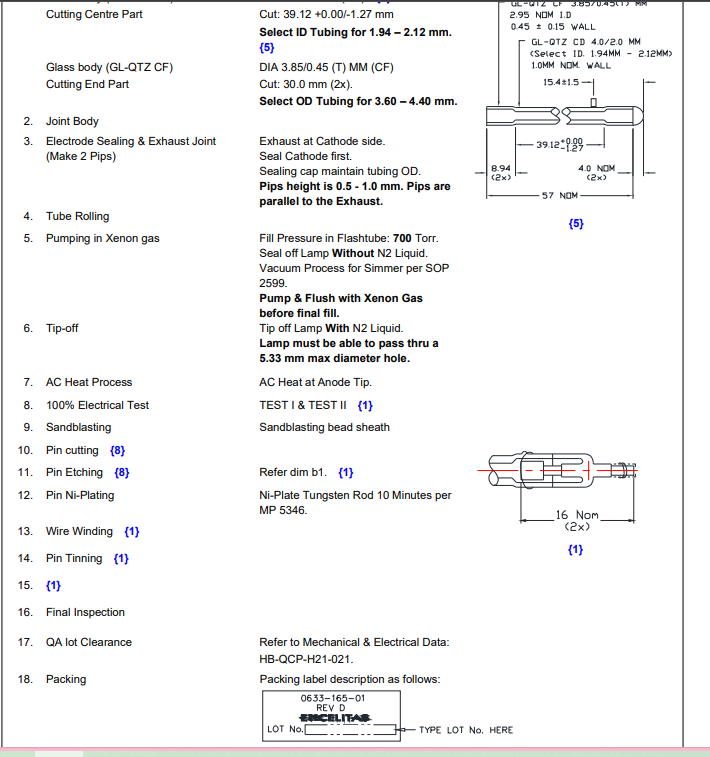 Cutting Centre Part
Cut: 39.12 +0.00/-1.27 mm
Select ID Tubing for 1.94 – 2.12 mm.
{5}
Glass body (GL-QTZ CF)
DIA 3.85/0.45 (T) MM (CF)
Cutting End Part
Cut: 30.0 mm (2x).
Select OD Tubing for 3.60 – 4.40 mm.
2. Joint Body
3. Electrode Sealing & Exhaust Joint
(Make 2 Pips)
Exhaust at Cathode side.
Seal Cathode first.
Sealing cap maintain tubing OD.
Pips height is 0.5 - 1.0 mm. Pips are
parallel to the Exhaust.
4. Tube Rolling
5. Pumping in Xenon gas
Fill Pressure in Flashtube: 700 Torr.
Seal off Lamp Without N2 Liquid.
Vacuum Process for Simmer per SOP
2599.
Pump & Flush with Xenon Gas
before final fill.
6. Tip-off
Tip off Lamp With N2 Liquid.
Lamp must be able to pass thru a
5.33 mm max diameter hole.
7. AC Heat Process
AC Heat at Anode Tip.
8. 100% Electrical Test
TEST I & TEST II {1}
9. Sandblasting
Sandblasting bead sheath
10. Pin cutting {8}
11. Pin Etching {8}
Refer dim b1. {1}
12. Pin Ni-Plating
Ni-Plate Tungsten Rod 10 Minutes per
MP 5346.
13. Wire Winding {1}
14. Pin Tinning {1}
15. {1}
16. Final Inspection
17. QA lot Clearance
Refer to Mechanical & Electrical Data:
HB-QCP-H21-021.
18. Packing
Packing label description as follows:
0633-165-01
REV D
EXCELITAS
LOT No.
TYPE LOT No. HERE
GL-QTZ CF 3.85/0.45(T) MM
2.95 NOM I.D
0.45 ± 0.15 WALL
GL-QTZ CD 4.0/2.0 MM
(Select ID. 1.94MM - 2.12MM)
1.0MM NOM. WALL
15.4±1.5
39.12+0.00
-1.27
8.94
(2x)
4.0 NOM
(2x)
57 NOM
{5}
16 Nom
(2x)
{1}